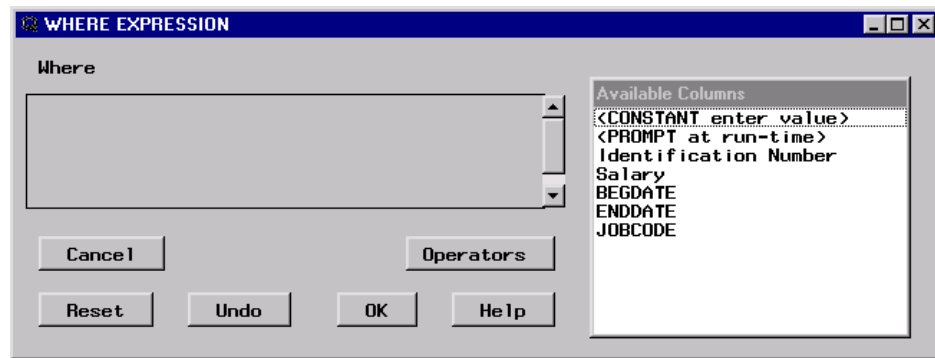 WHERE EXPRESSION
Where
Available Columns
<CONSTANT enter value>
<PROMPT at run-time>
Identification Number
Salary
BEGDATE
ENDDATE
JOBCODE
Cancel
Operators
Reset
Undo
OK
Help